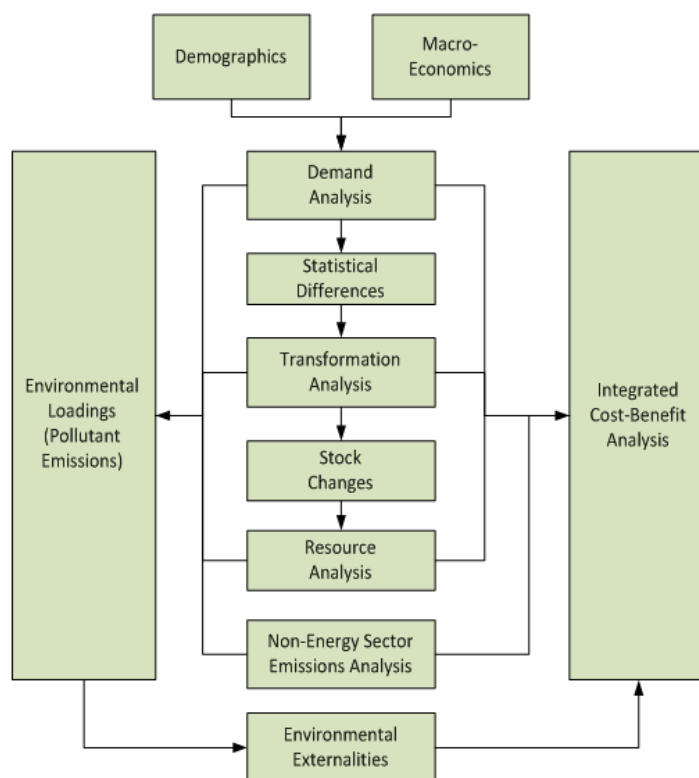 Demographics
Macro-
Economics
Demand
Analysis
Statistical
Differences
Transformation
Analysis
Environmental
Loadings
(Pollutant
Emissions)
Integrated
Cost-Benefit
Analysis
Stock
Changes
Resource
Analysis
Non-Energy Sector
Emissions Analysis
Environmental
Externalities